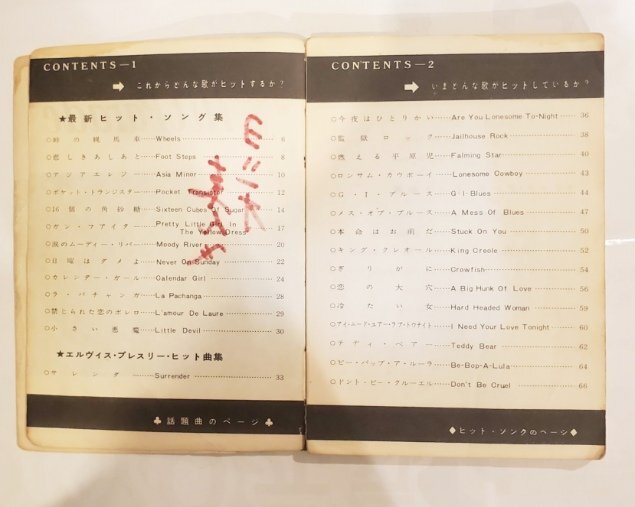 CONTENTS—1
➡ これからどんな歌がヒットするか?
★最新ヒット・ソング集
○幌馬車……Wheels……6
○悲しきあしあと……Foot Steps……8
○アジアエレジー……Asia Miner……10
○ポケット・トランジスター……Pocket Transistor……12
○16個の角砂糖……Sixteen Cubes Of Sugar……14
○ガン・ファイター……Pretty Little Girl In The Yellow Dress……17
○涙のムーディー・リバー……Moody River……20
○日曜はダメよ……Never On Sunday……22
○カレンダー・ガール……Calendar Girl……24
○ラ・パチャンガ……La Pachanga……28
○禁じられた恋のボレロ……L'amour De Laure……29
○小さい悪魔……Little Devil……30
★エルヴィス・プレスリー・ヒット曲集
○サレンダー……Surrender……33
♣話題曲のページ♣
CONTENTS—2
➡ いまどんな歌がヒットしているか?
○今夜はひとりかい……Are You Lonesome To-Night……36
○監獄ロック……Jailhouse Rock……38
○燃える平原児……Falming Star……40
○ロンサム・カウボーイ……Lonesome Cowboy……43
○G・I・ブルース……G-I-Blues……44
○メス・オブ・ブルース……A Mess Of Blues……47
○本命はお前だ……Stuck On You……50
○キング・クレオール……King Creole……52
○ざりがに……Crowfish……54
○恋の大穴……A Big Hunk Of Love……56
○冷たい女……Hard Headed Woman……59
○アイ・ニード・ユアー・ラブ・トゥナイト……I Need Your Love Tonight……60
○テディ・ベアー……Teddy Bear……62
○ビー・バップ・ア・ルーラ……Be-Bop-A-Lula……64
○ドント・ビー・クルーエル……Don't Be Cruel……66
◆ヒット・ソングのページ◆